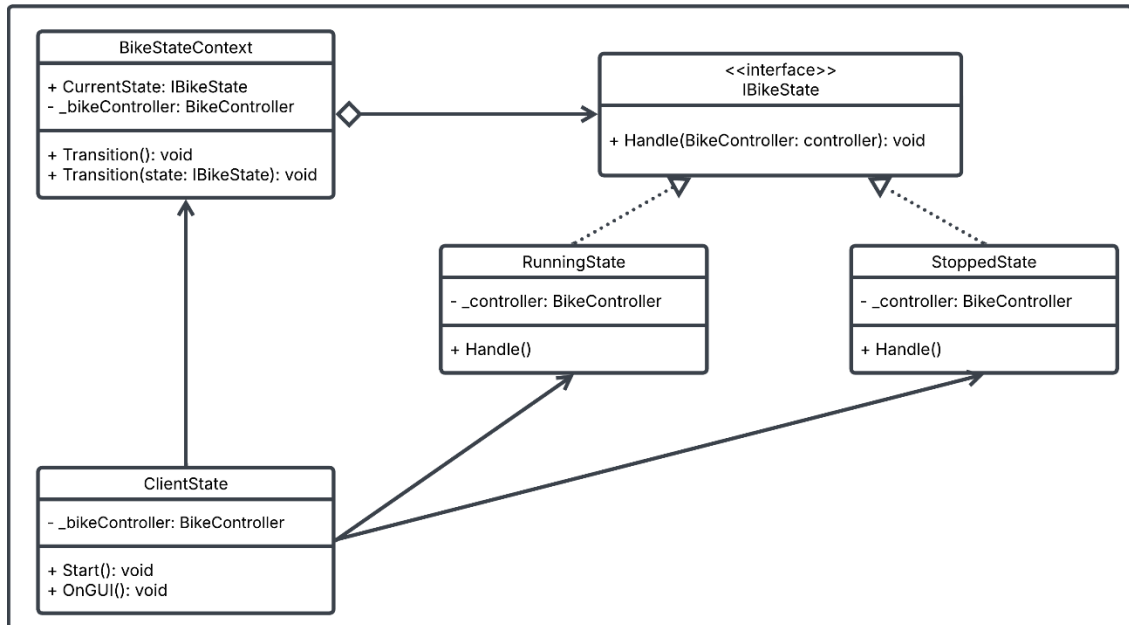 BikeStateContext
+ CurrentState: IBikeState
- _bikeController: BikeController
+ Transition(): void
+ Transition(state: IBikeState): void
<<interface>>
IBikeState
+ Handle(BikeController: controller): void
RunningState
- _controller: BikeController
+ Handle()
StoppedState
- _controller: BikeController
+ Handle()
ClientState
- _bikeController: BikeController
+ Start(): void
+ OnGUI(): void